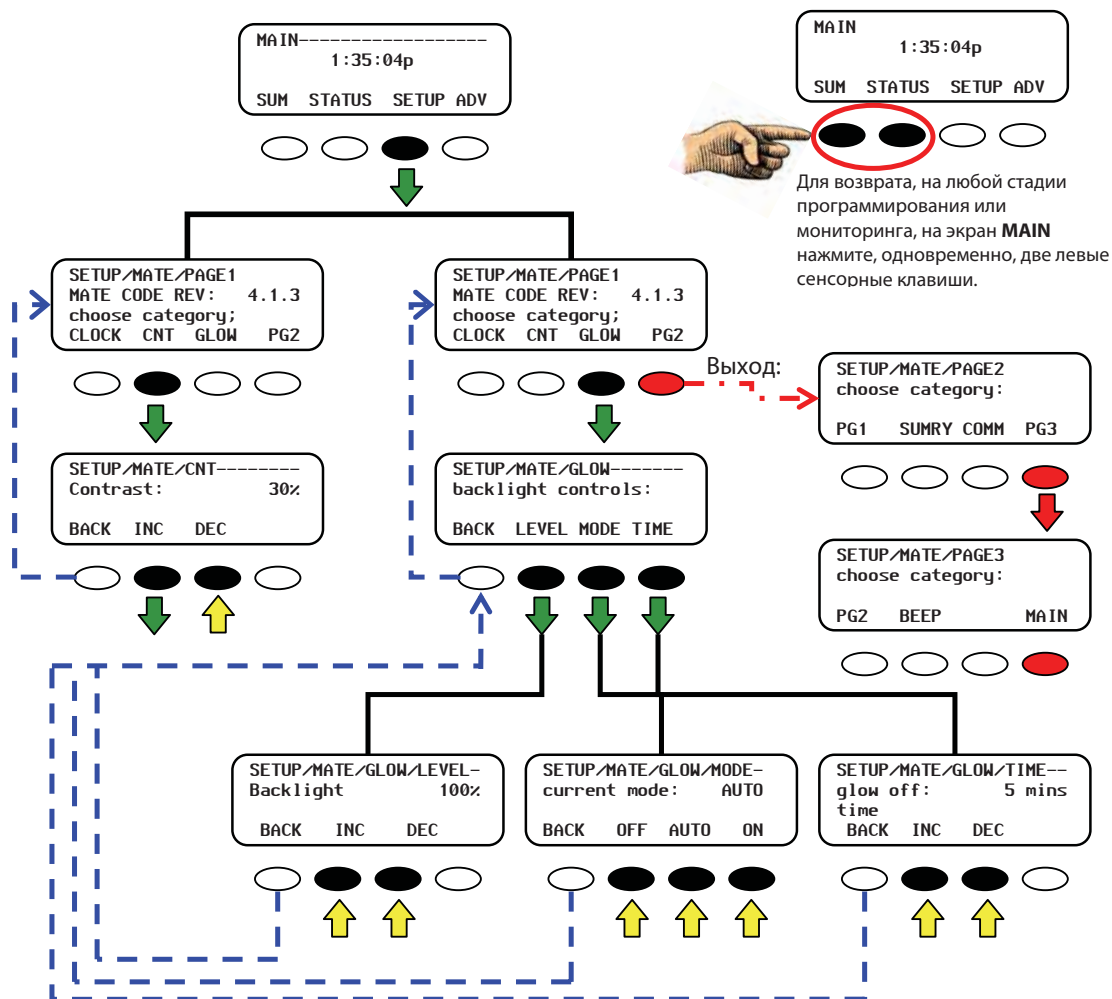 MAIN------------------
1:35:04p
SUM STATUS SETUP ADV
MAIN
1:35:04p
SUM STATUS SETUP ADV
Для возврата, на любой стадии
программирования или
мониторинга, на экран MAIN
нажмите, одновременно, две левые
сенсорные клавиши.
SETUP/MATE/PAGE1
MATE CODE REV: 4.1.3
choose category;
CLOCK CNT GLOW PG2
SETUP/MATE/PAGE1
MATE CODE REV: 4.1.3
choose category;
CLOCK CNT GLOW PG2
Выход:
SETUP/MATE/PAGE2
choose category:
PG1 SUMRY COMM PG3
SETUP/MATE/CNT--------
Contrast: 30%
BACK INC DEC
SETUP/MATE/GLOW-------
backlight controls:
BACK LEVEL MODE TIME
SETUP/MATE/PAGE3
choose category:
PG2 BEEP MAIN
SETUP/MATE/GLOW/LEVEL-
Backlight 100%
BACK INC DEC
SETUP/MATE/GLOW/MODE-
current mode: AUTO
BACK OFF AUTO ON
SETUP/MATE/GLOW/TIME--
glow off: 5 mins
time
BACK INC DEC